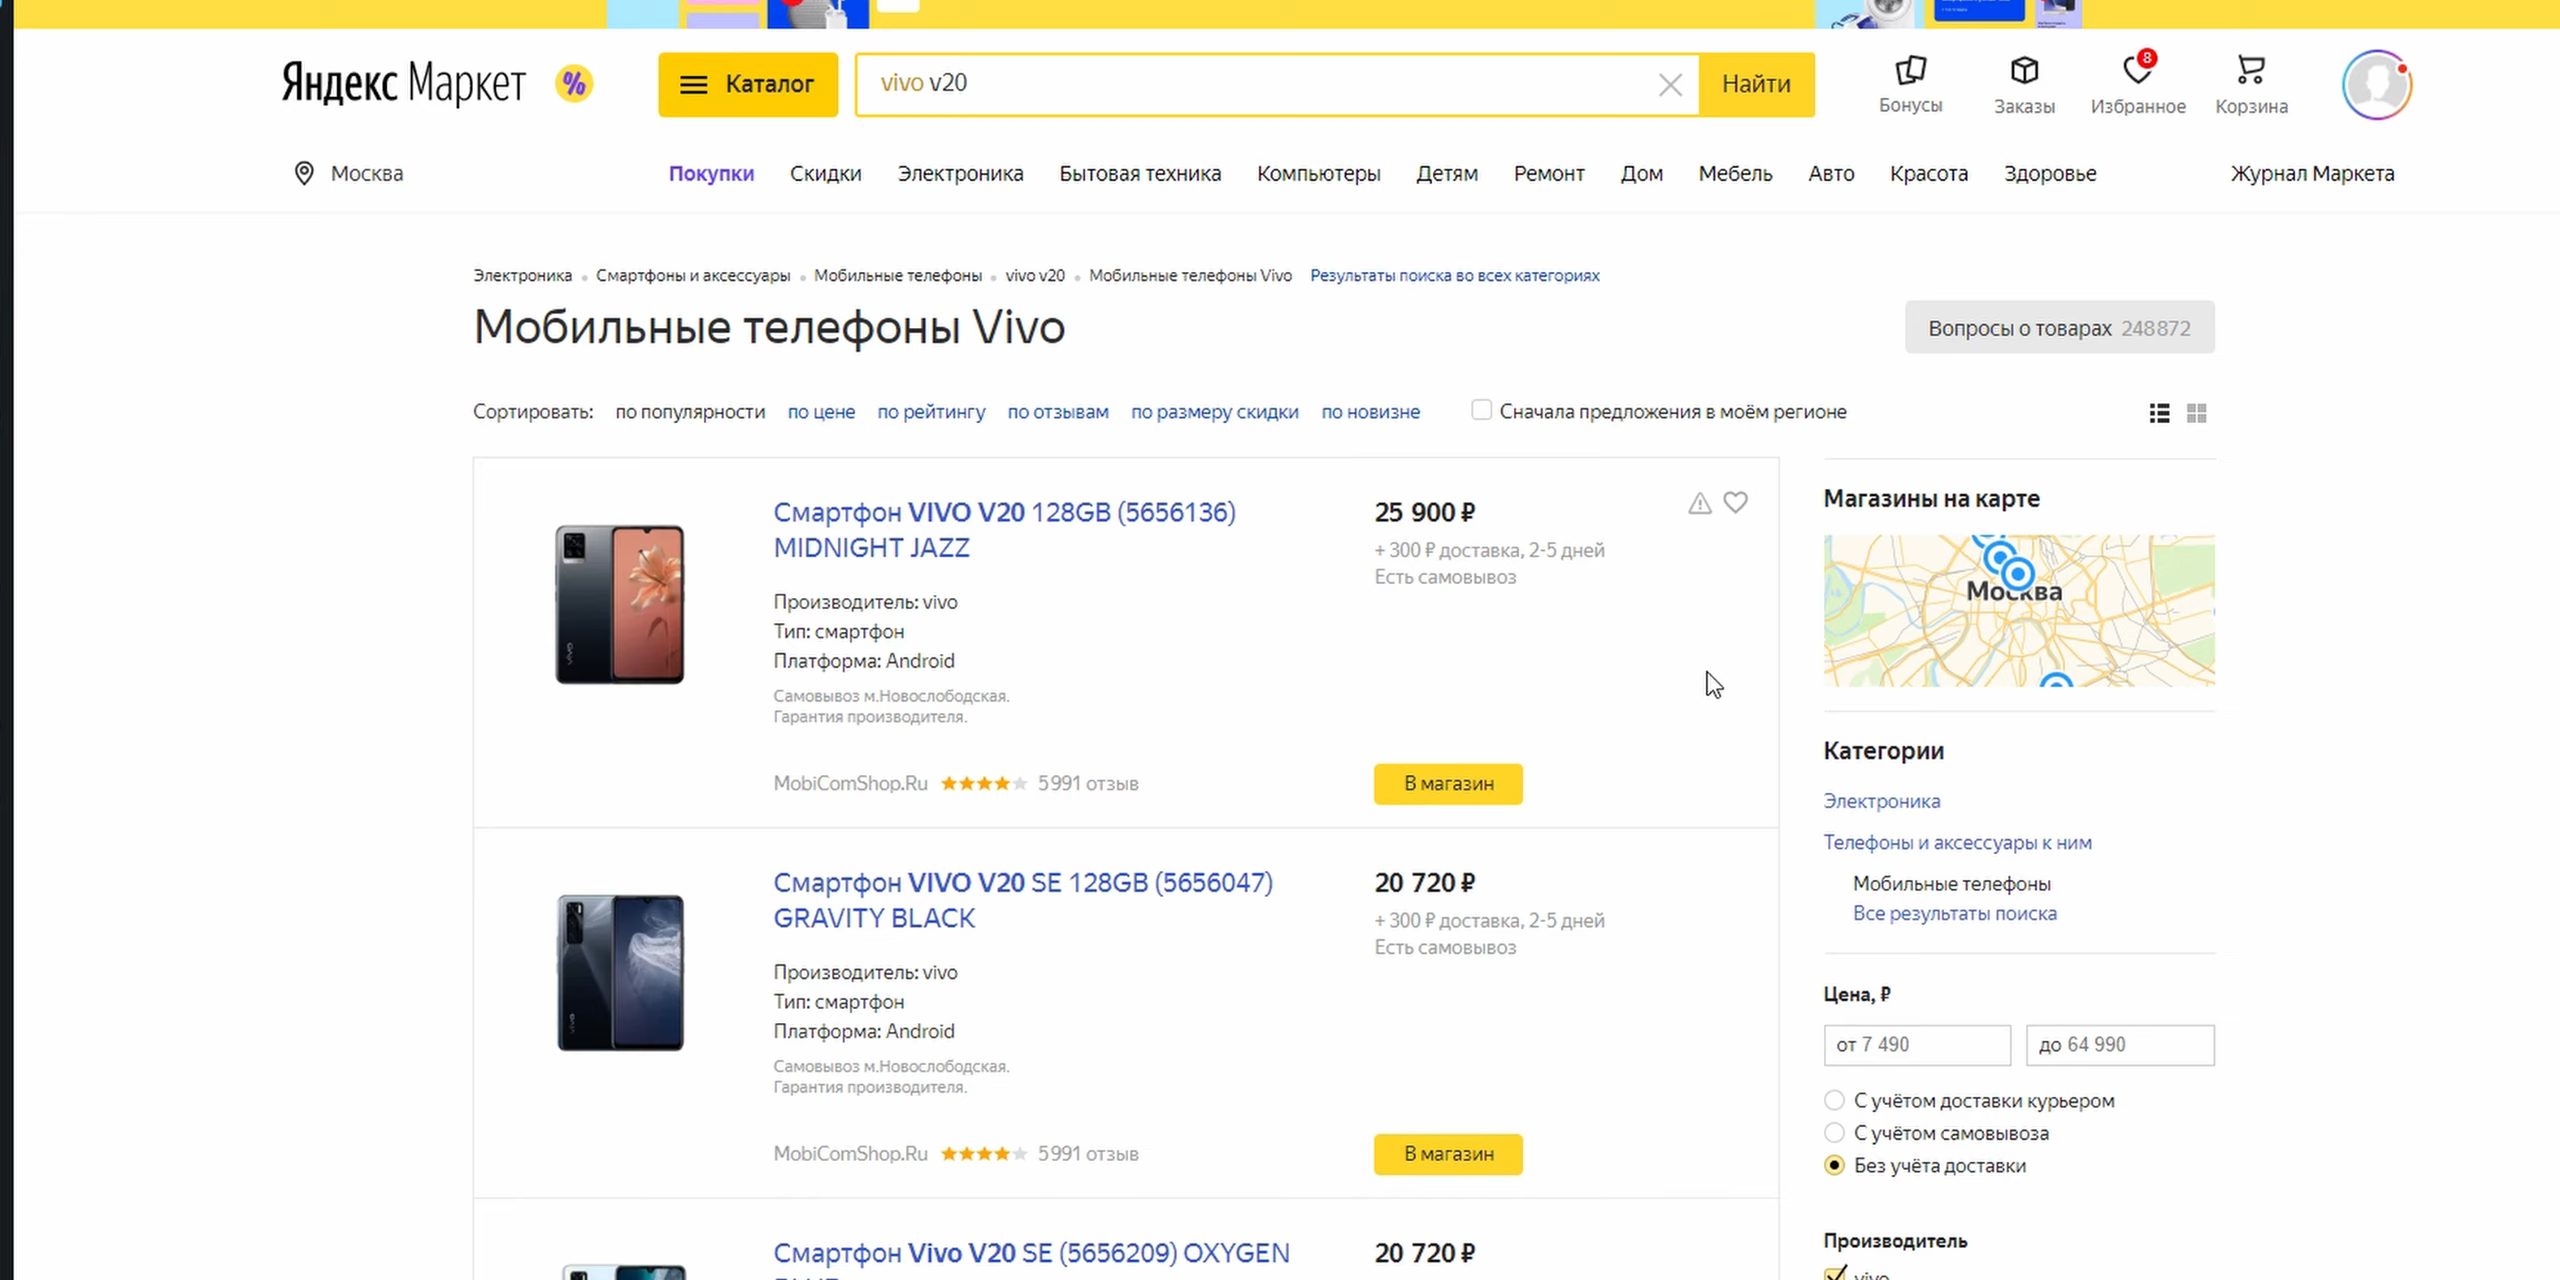 Яндекс Маркет
%
Каталог
vivo v20
Найти
Бонусы
Заказы
8
Избранное
Корзина
Москва
Покупки Скидки Электроника Бытовая техника Компьютеры Детям Ремонт Дом Мебель Авто Красота Здоровье Журнал Маркета
Электроника Смартфоны и аксессуары Мобильные телефоны vivo v20 Мобильные телефоны Vivo Результаты поиска во всех категориях
Мобильные телефоны Vivo
Вопросы о товарах 248872
Сортировать: по популярности по цене по рейтингу по отзывам по размеру скидки по новизне Сначала предложения в моём регионе
Смартфон VIVO V20 128GB (5656136)
MIDNIGHT JAZZ
Производитель: vivo
Тип: смартфон
Платформа: Android
Самовывоз м.Новослободская.
Гарантия производителя.
MobiComShop.Ru 5 991 отзыв
25 900 ₽
+ 300 ₽ доставка, 2-5 дней
Есть самовывоз
В магазин
Смартфон VIVO V20 SE 128GB (5656047)
GRAVITY BLACK
Производитель: vivo
Тип: смартфон
Платформа: Android
Самовывоз м.Новослободская.
Гарантия производителя.
MobiComShop.Ru 5 991 отзыв
20 720 ₽
+ 300 ₽ доставка, 2-5 дней
Есть самовывоз
В магазин
Смартфон Vivo V20 SE (5656209) OXYGEN
20 720 ₽
Магазины на карте
Москва
Категории
Электроника
Телефоны и аксессуары к ним
Мобильные телефоны
Все результаты поиска
Цена, ₽
от 7 490
до 64 990
С учётом доставки курьером
С учётом самовывоза
Без учёта доставки
Производитель
vivo